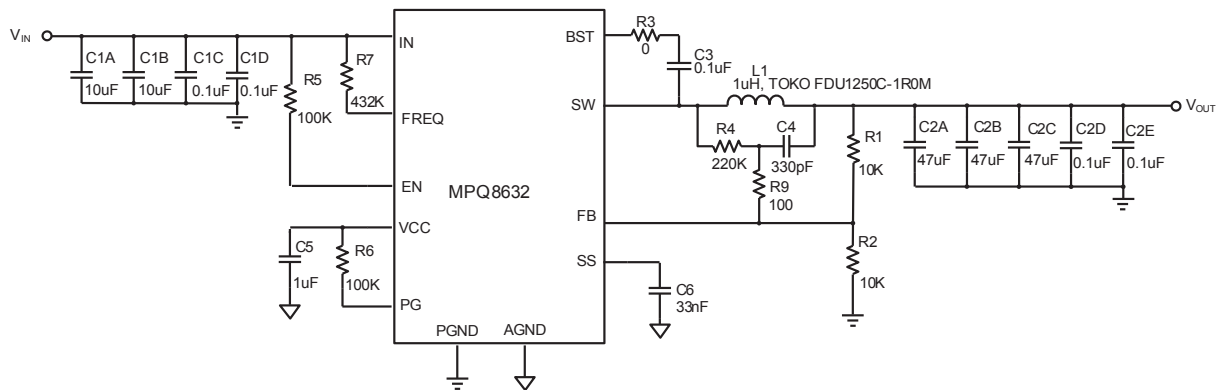 V_IN
C1A
10uF
C1B
10uF
C1C
0.1uF
C1D
0.1uF
R5
100K
R7
432K
IN
FREQ
EN
VCC
PG
C5
1uF
R6
100K
MPQ8632
PGND
AGND
BST
SW
FB
SS
R3
0
C3
0.1uF
L1
1uH, TOKO FDU1250C-1R0M
R4
220K
C4
330pF
R9
100
R1
10K
R2
10K
C6
33nF
C2A
47uF
C2B
47uF
C2C
47uF
C2D
0.1uF
C2E
0.1uF
V_OUT